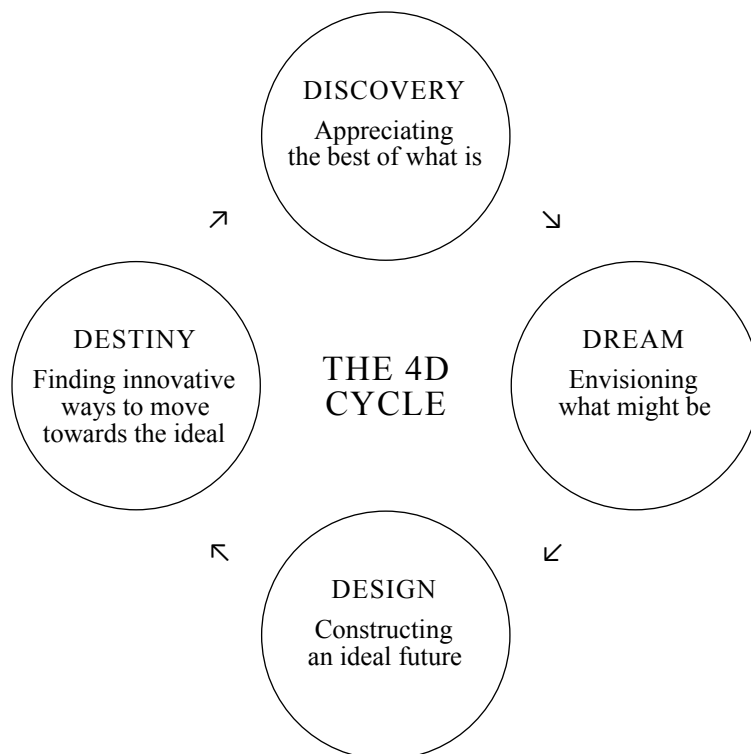 DISCOVERY
Appreciating
the best of what is
DESTINY
Finding innovative
ways to move
towards the ideal
THE 4D
CYCLE
DREAM
Envisioning
what might be
DESIGN
Constructing
an ideal future